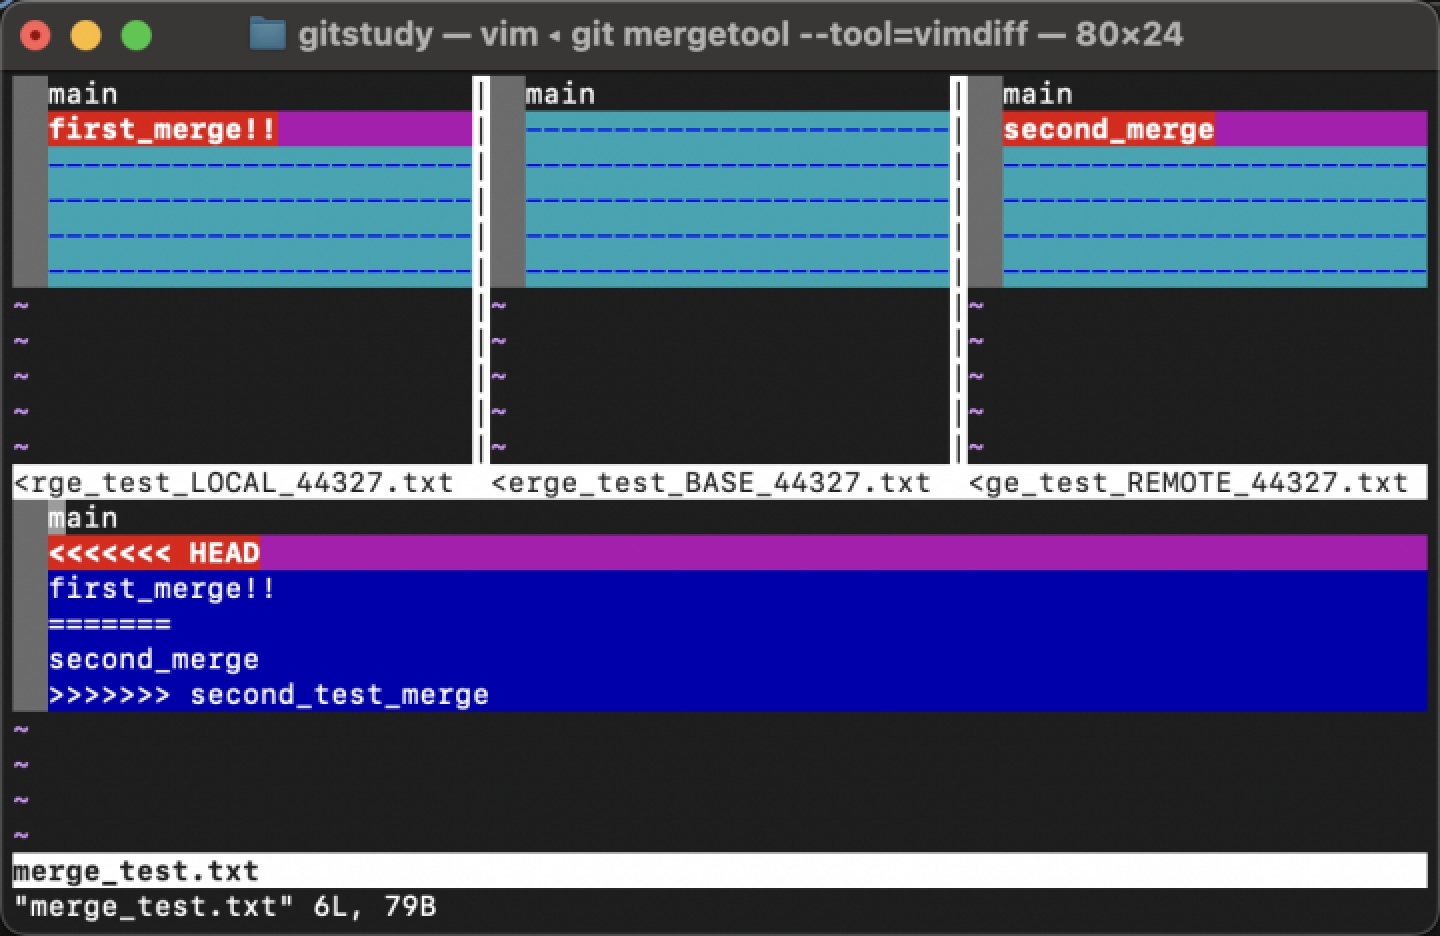 gitstudy — vim ◂ git mergetool --tool=vimdiff — 80×24
main
first_merge!!
------------------------
------------------------
------------------------
------------------------
~
~
~
~
~
<rge_test_LOCAL_44327.txt
main
------------------------
------------------------
------------------------
------------------------
------------------------
~
~
~
~
~
<erge_test_BASE_44327.txt
main
second_merge
------------------------
------------------------
------------------------
------------------------
~
~
~
~
~
<ge_test_REMOTE_44327.txt
main
<<<<<<< HEAD
first_merge!!
=======
second_merge
>>>>>>> second_test_merge
~
~
~
~
merge_test.txt
"merge_test.txt" 6L, 79B